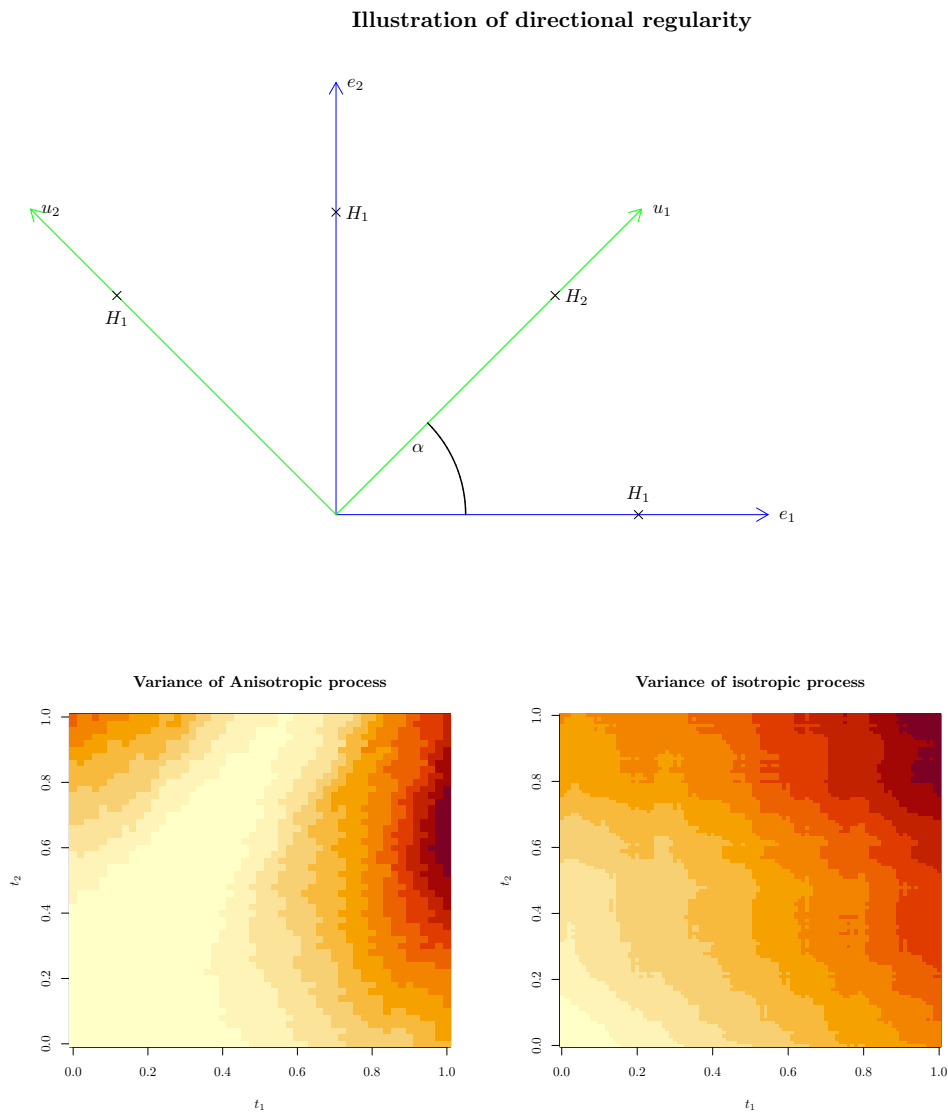 Illustration of directional regularity
e₂
u₂
H₁
u₁
H₁
H₂
α
H₁
e₁
Variance of Anisotropic process
Variance of isotropic process
1.0
0.8
0.6
0.4
0.2
0.0
t₂
0.0 0.2 0.4 0.6 0.8 1.0
t₁
1.0
0.8
0.6
0.4
0.2
0.0
t₂
0.0 0.2 0.4 0.6 0.8 1.0
t₁